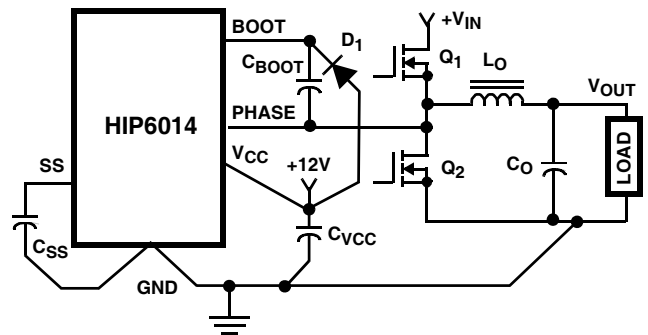 BOOT
D1
+VIN
CBOOT
Q1
LO
VOUT
HIP6014
PHASE
VCC
SS
+12V
Q2
CO
LOAD
CSS
CVCC
GND